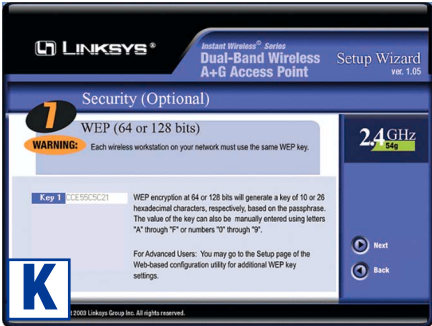 LINKSYS®
Instant Wireless® Series
Dual-Band Wireless
A+G Access Point
Setup Wizard
ver. 1.05
Security (Optional)
7
WEP (64 or 128 bits)
WARNING: Each wireless workstation on your network must use the same WEP key.
2.4GHz
54g
Key 1 CCE55C5C21
WEP encryption at 64 or 128 bits will generate a key of 10 or 26
hexadecimal characters, respectively, based on the passphrase.
The value of the key can also be manually entered using letters
"A" through "F" or numbers "0" through "9".
For Advanced Users: You may go to the Setup page of the
Web-based configuration utility for additional WEP key
settings.
Next
Back
K
2003 Linksys Group Inc. All rights reserved.